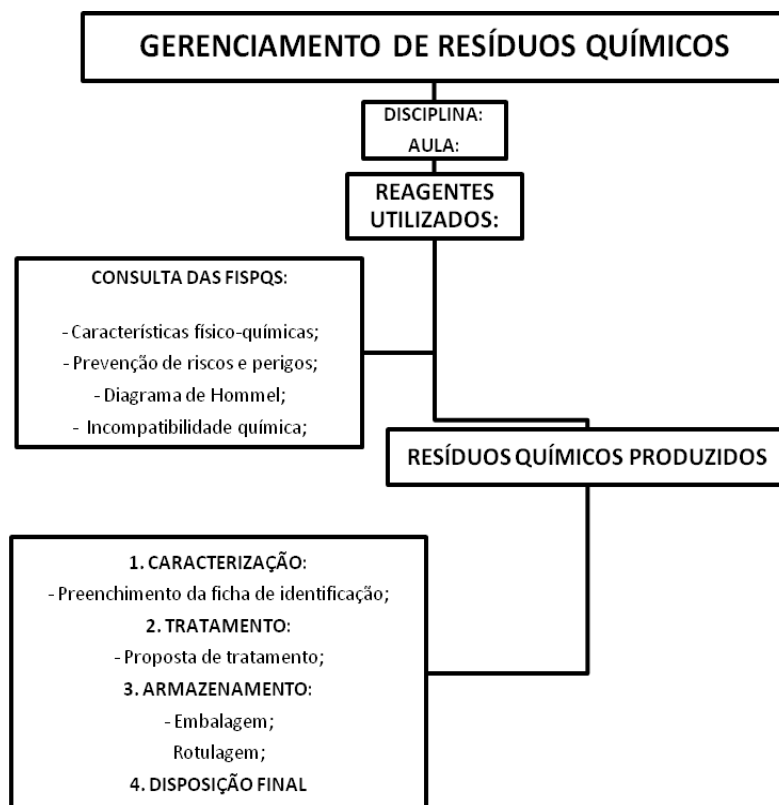 GERENCIAMENTO DE RESÍDUOS QUÍMICOS
DISCIPLINA:
AULA:
REAGENTES
UTILIZADOS:
CONSULTA DAS FISPQS:
- Características físico-químicas;
- Prevenção de riscos e perigos;
- Diagrama de Hommel;
- Incompatibilidade química;
RESÍDUOS QUÍMICOS PRODUZIDOS
1. CARACTERIZAÇÃO:
- Preenchimento da ficha de identificação;
2. TRATAMENTO:
- Proposta de tratamento;
3. ARMAZENAMENTO:
- Embalagem;
Rotulagem;
4. DISPOSIÇÃO FINAL